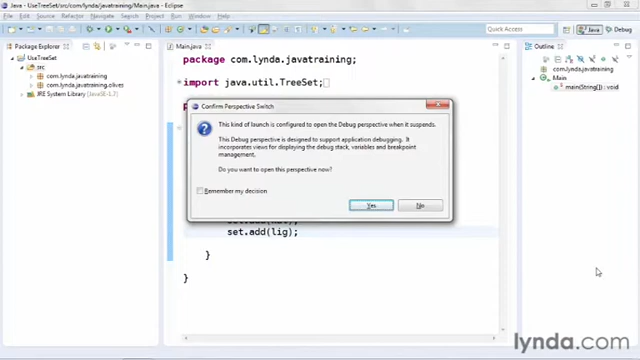 Java - UseTreeSet/src/com/lynda/javatraining/Main.java - Eclipse
File Edit Source Refactor Navigate Search Project Run Window Help
Quick Access
Java
Debug
Package Explorer
UseTreeSet
src
com.lynda.javatraining
com.lynda.javatraining.olives
JRE System Library [JavaSE-1.7]
Main.java
package com.lynda.javatraining;
import java.util.TreeSet;
Confirm Perspective Switch
This kind of launch is configured to open the Debug perspective when it suspends.
This Debug perspective is designed to support application debugging. It
incorporates views for displaying the debug stack, variables and breakpoint
management.
Do you want to open this perspective now?
Remember my decision
Yes
No
set.add(lig);
}
}
Outline
com.lynda.javatraining
Main
main(String[]) : void
lynda.com